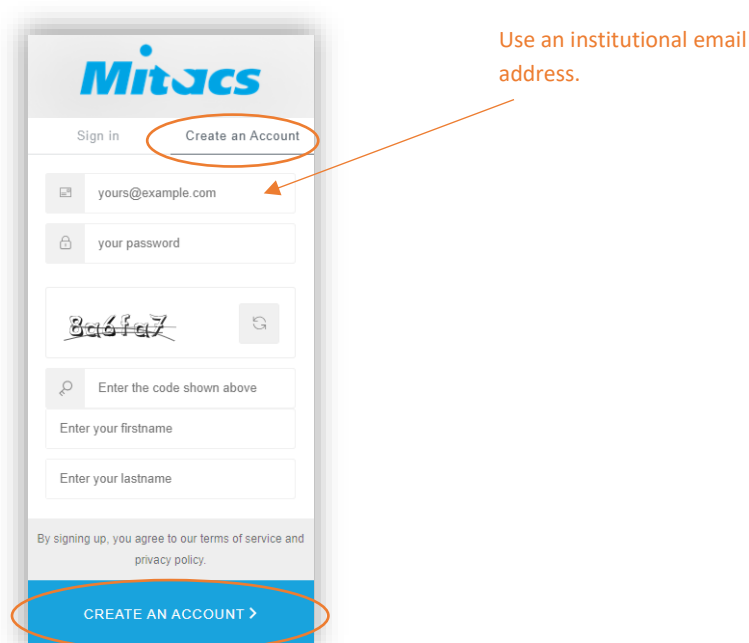 Use an institutional email
address.
Mitacs
Sign in
Create an Account
yours@example.com
your password
8a6fa7
Enter the code shown above
Enter your firstname
Enter your lastname
By signing up, you agree to our terms of service and
privacy policy.
CREATE AN ACCOUNT >